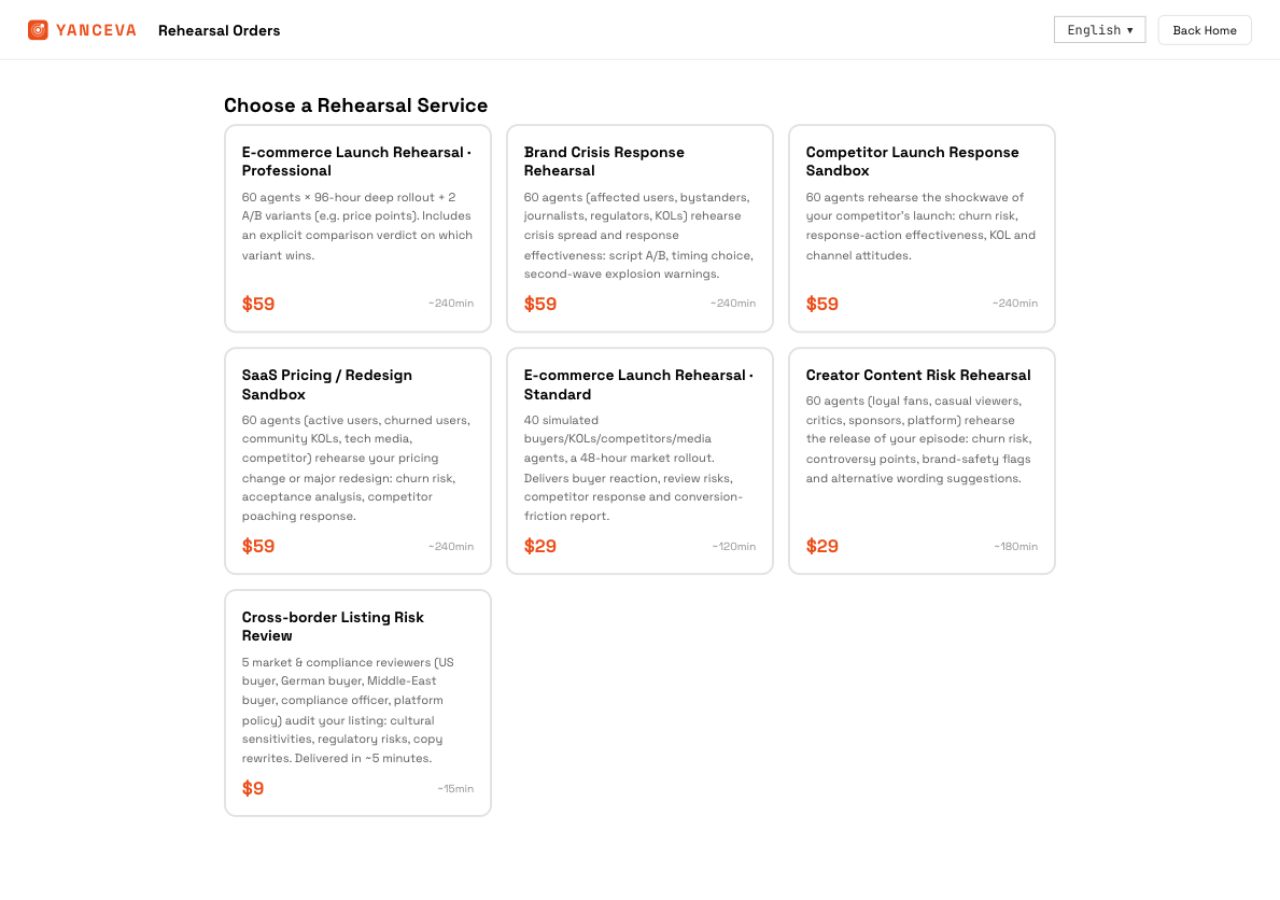 YANCEVA
Rehearsal Orders
English ▾
Back Home
Choose a Rehearsal Service
E-commerce Launch Rehearsal ·
Professional
60 agents × 96-hour deep rollout + 2
A/B variants (e.g. price points). Includes
an explicit comparison verdict on which
variant wins.
$59
~240min
Brand Crisis Response
Rehearsal
60 agents (affected users, bystanders,
journalists, regulators, KOLs) rehearse
crisis spread and response
effectiveness: script A/B, timing choice,
second-wave explosion warnings.
$59
~240min
Competitor Launch Response
Sandbox
60 agents rehearse the shockwave of
your competitor's launch: churn risk,
response-action effectiveness, KOL and
channel attitudes.
$59
~240min
SaaS Pricing / Redesign
Sandbox
60 agents (active users, churned users,
community KOLs, tech media,
competitor) rehearse your pricing
change or major redesign: churn risk,
acceptance analysis, competitor
poaching response.
$59
~240min
E-commerce Launch Rehearsal ·
Standard
40 simulated
buyers/KOLs/competitors/media
agents, a 48-hour market rollout.
Delivers buyer reaction, review risks,
competitor response and conversion-
friction report.
$29
~120min
Creator Content Risk Rehearsal
60 agents (loyal fans, casual viewers,
critics, sponsors, platform) rehearse
the release of your episode: churn risk,
controversy points, brand-safety flags
and alternative wording suggestions.
$29
~180min
Cross-border Listing Risk
Review
5 market & compliance reviewers (US
buyer, German buyer, Middle-East
buyer, compliance officer, platform
policy) audit your listing: cultural
sensitivities, regulatory risks, copy
rewrites. Delivered in ~5 minutes.
$9
~15min